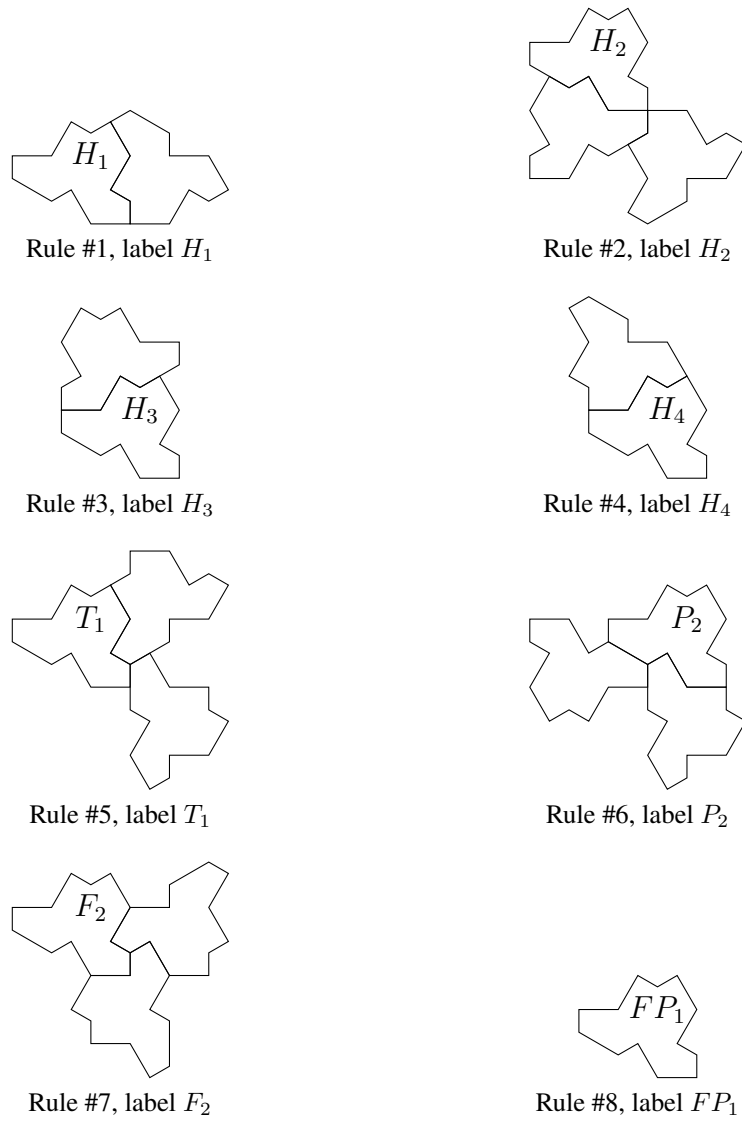 H₁
H₂
Rule #1, label H₁
Rule #2, label H₂
H₃
H₄
Rule #3, label H₃
Rule #4, label H₄
T₁
P₂
Rule #5, label T₁
Rule #6, label P₂
F₂
FP₁
Rule #7, label F₂
Rule #8, label FP₁